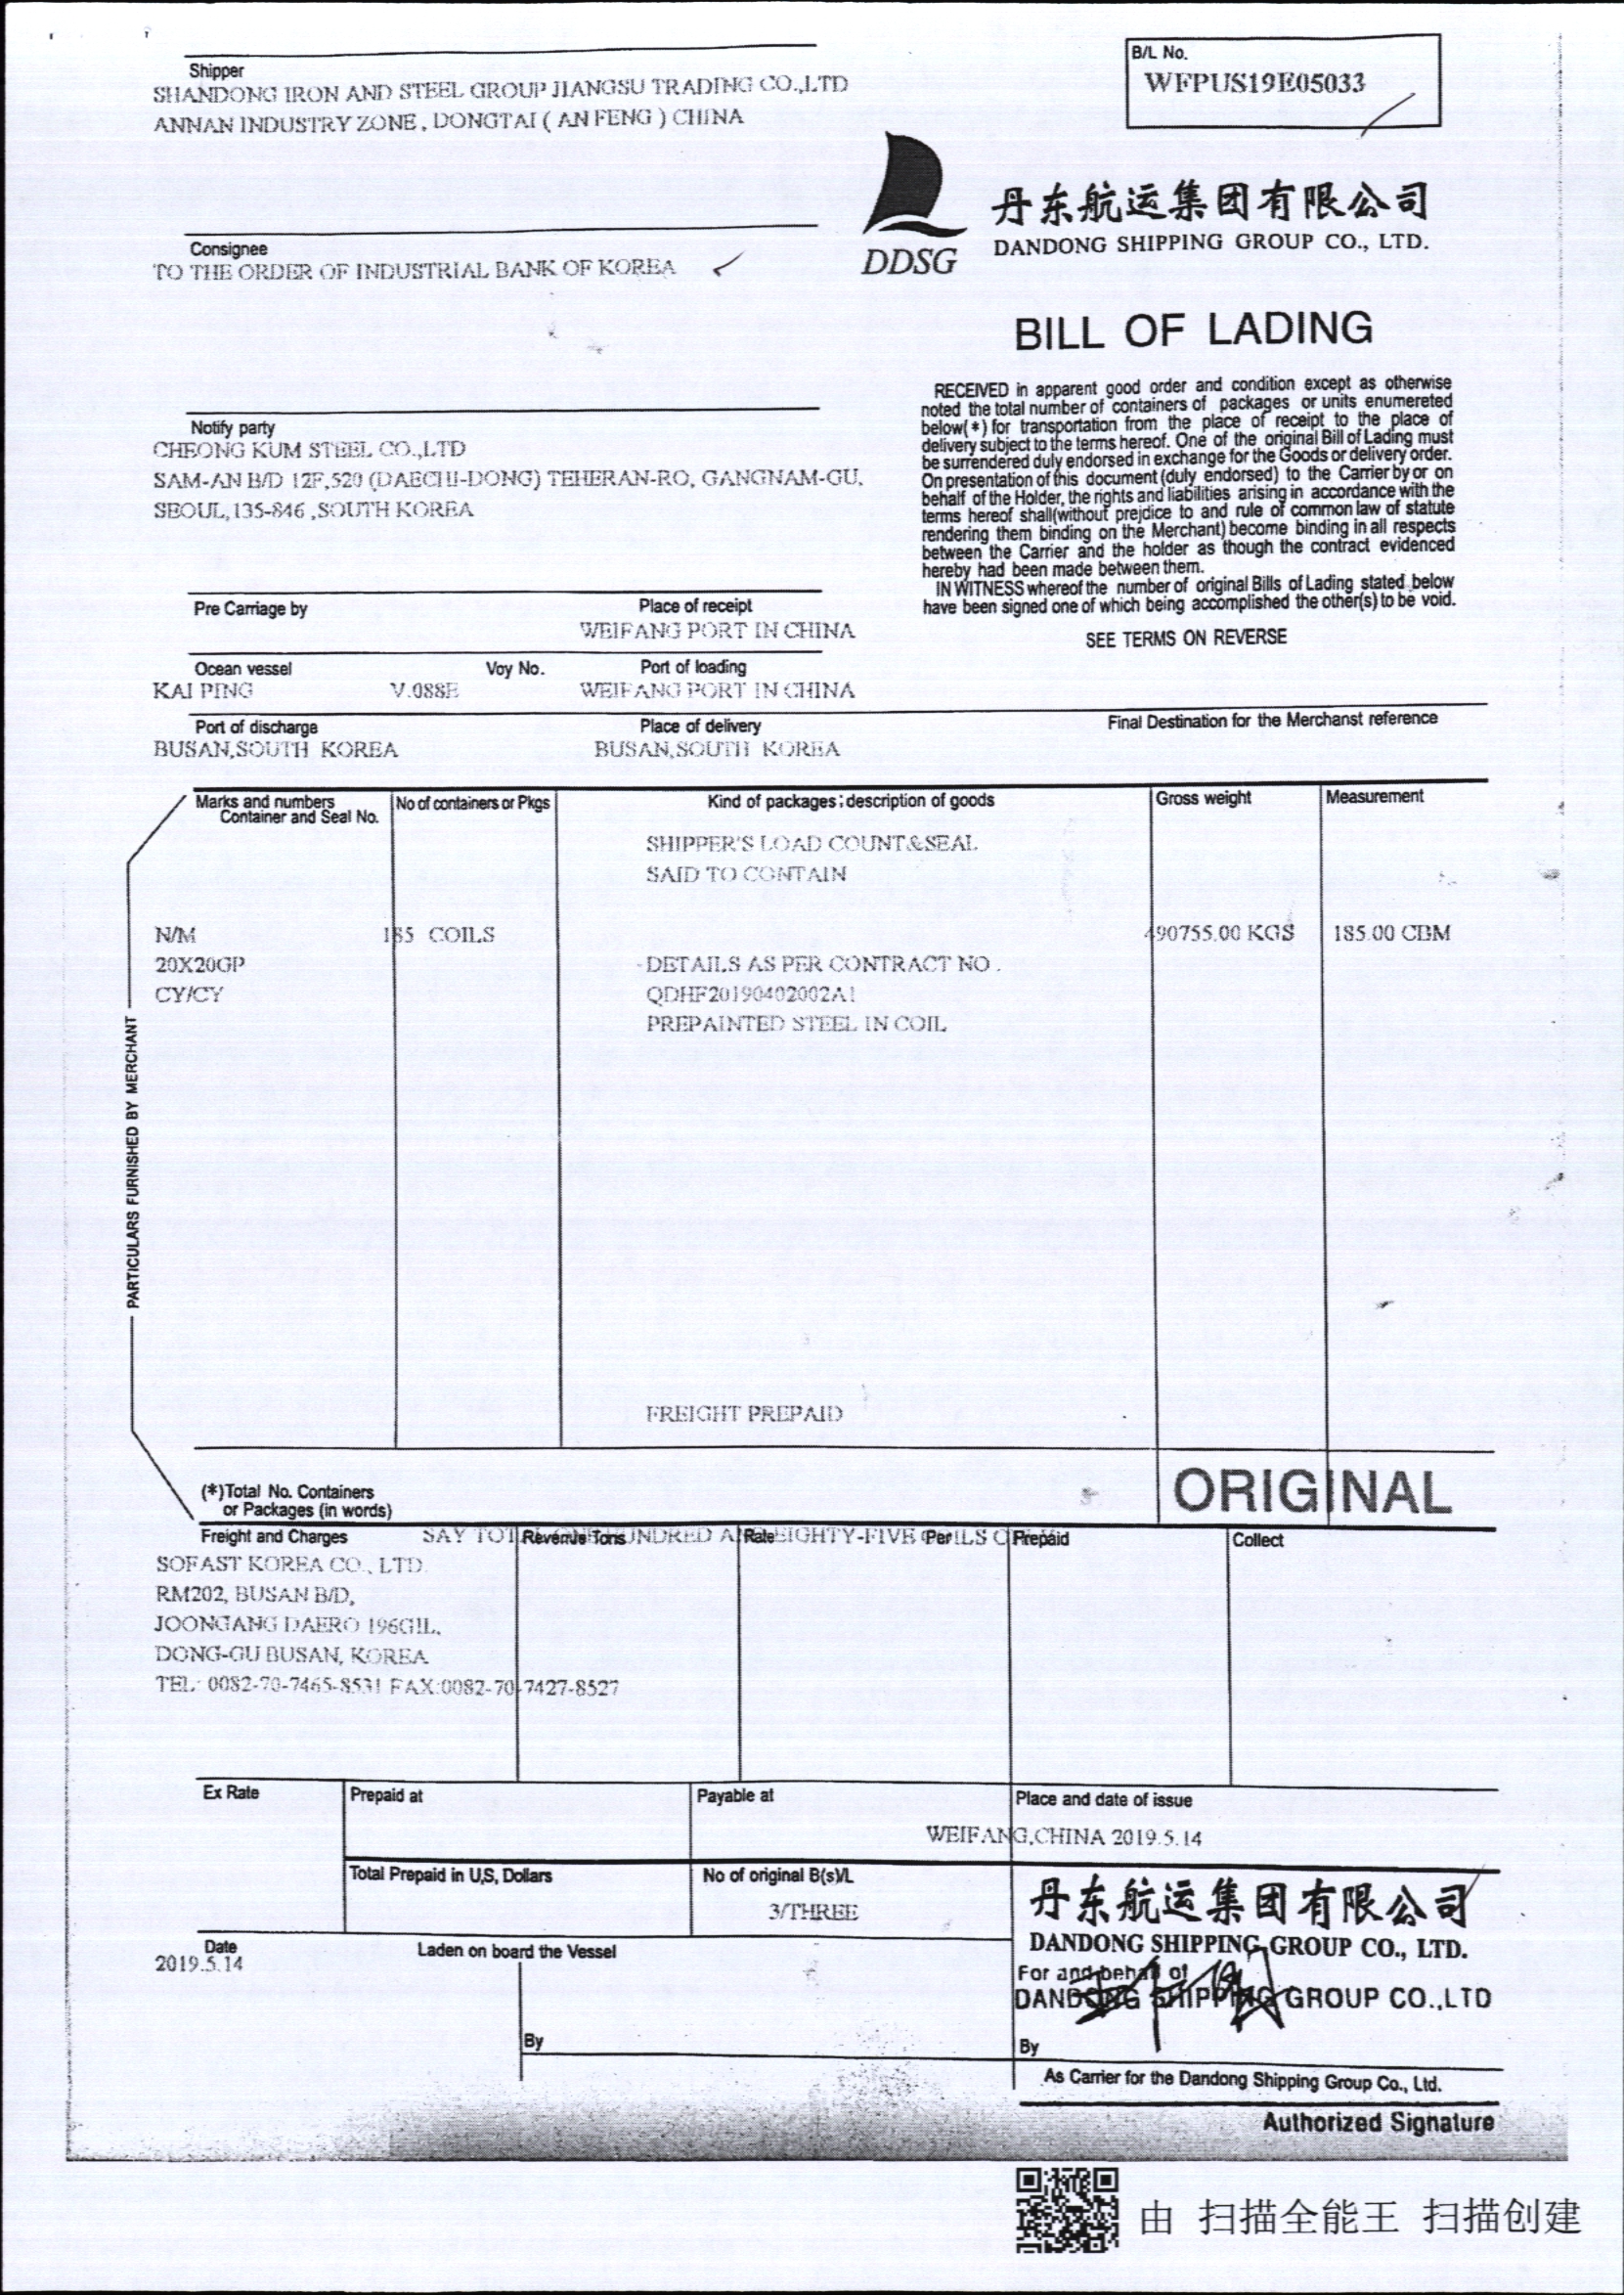 Shipper
SHANDONG IRON AND STEEL GROUP JIANGSU TRADING CO.,LTD
ANNAN INDUSTRY ZONE, DONGTAI ( AN FENG ) CHINA
B/L No.
WFPUS19E05033
Consignee
TO THE ORDER OF INDUSTRIAL BANK OF KOREA
DDSG
丹东航运集团有限公司
DANDONG SHIPPING GROUP CO., LTD.
BILL OF LADING
RECEIVED in apparent good order and condition except as otherwise
noted the total number of containers of packages or units enumereted
below(*) for transportation from the place of receipt to the place of
delivery subject to the terms hereof. One of the original Bill of Lading must
be surrendered duly endorsed in exchange for the Goods or delivery order.
On presentation of this document (duly endorsed) to the Carrier by or on
behalf of the Holder, the rights and liabilities arising in accordance with the
terms hereof shall(without prejdice to and rule of common law of statute
rendering them binding on the Merchant) become binding in all respects
between the Carrier and the holder as though the contract evidenced
hereby had been made between them.
IN WITNESS whereof the number of original Bills of Lading stated below
have been signed one of which being accomplished the other(s) to be void.
SEE TERMS ON REVERSE
Notify party
CHEONG KUM STEEL CO.,LTD
SAM-AN B/D 12F,520 (DAECHI-DONG) TEHERAN-RO, GANGNAM-GU,
SEOUL,135-846 ,SOUTH KOREA
Pre Carriage by Place of receipt
WEIFANG PORT IN CHINA
Ocean vessel Voy No. Port of loading
KAI PING V.088E WEIFANG PORT IN CHINA
Port of discharge Place of delivery Final Destination for the Merchanst reference
BUSAN,SOUTH KOREA BUSAN,SOUTH KOREA
Marks and numbers No of containers or Pkgs Kind of packages; description of goods Gross weight Measurement
Container and Seal No.
SHIPPER'S LOAD COUNT&SEAL
SAID TO CONTAIN
N/M 185 COILS 490755.00 KGS 185.00 CBM
20X20GP DETAILS AS PER CONTRACT NO.
CY/CY QDHF20190402002A1
PREPAINTED STEEL IN COIL
PARTICULARS FURNISHED BY MERCHANT
FREIGHT PREPAID
ORIGINAL
(*)Total No. Containers
or Packages (in words)
SAY TOT HUNDRED A EIGHTY-FIVE
Freight and Charges Revenue Tons Rate Per Prepaid Collect
SOFAST KOREA CO., LTD.
RM202, BUSAN B/D,
JOONGANG DAERO 196GIL,
DONG-GU BUSAN, KOREA
TEL: 0082-70-7465-8531 FAX:0082-70-7427-8527
Ex Rate Prepaid at Payable at Place and date of issue
WEIFANG,CHINA 2019.5.14
Total Prepaid in U,S, Dollars No of original B(s)/L
3/THREE
丹东航运集团有限公司
DANDONG SHIPPING GROUP CO., LTD.
Date Laden on board the Vessel
2019.5.14
For and behalf of
DANDONG SHIPPING GROUP CO.,LTD
By By
As Carrier for the Dandong Shipping Group Co., Ltd.
Authorized Signature
由 扫描全能王 扫描创建